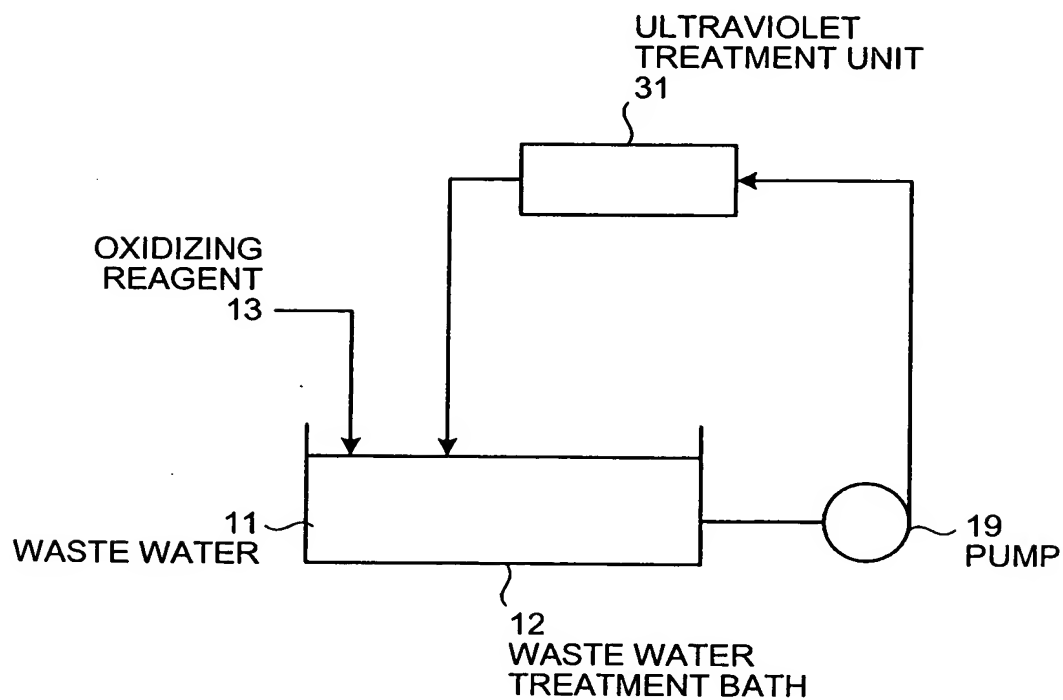 ULTRAVIOLET
TREATMENT UNIT
31
OXIDIZING
REAGENT
13
11
WASTE WATER
19
PUMP
12
WASTE WATER
TREATMENT BATH